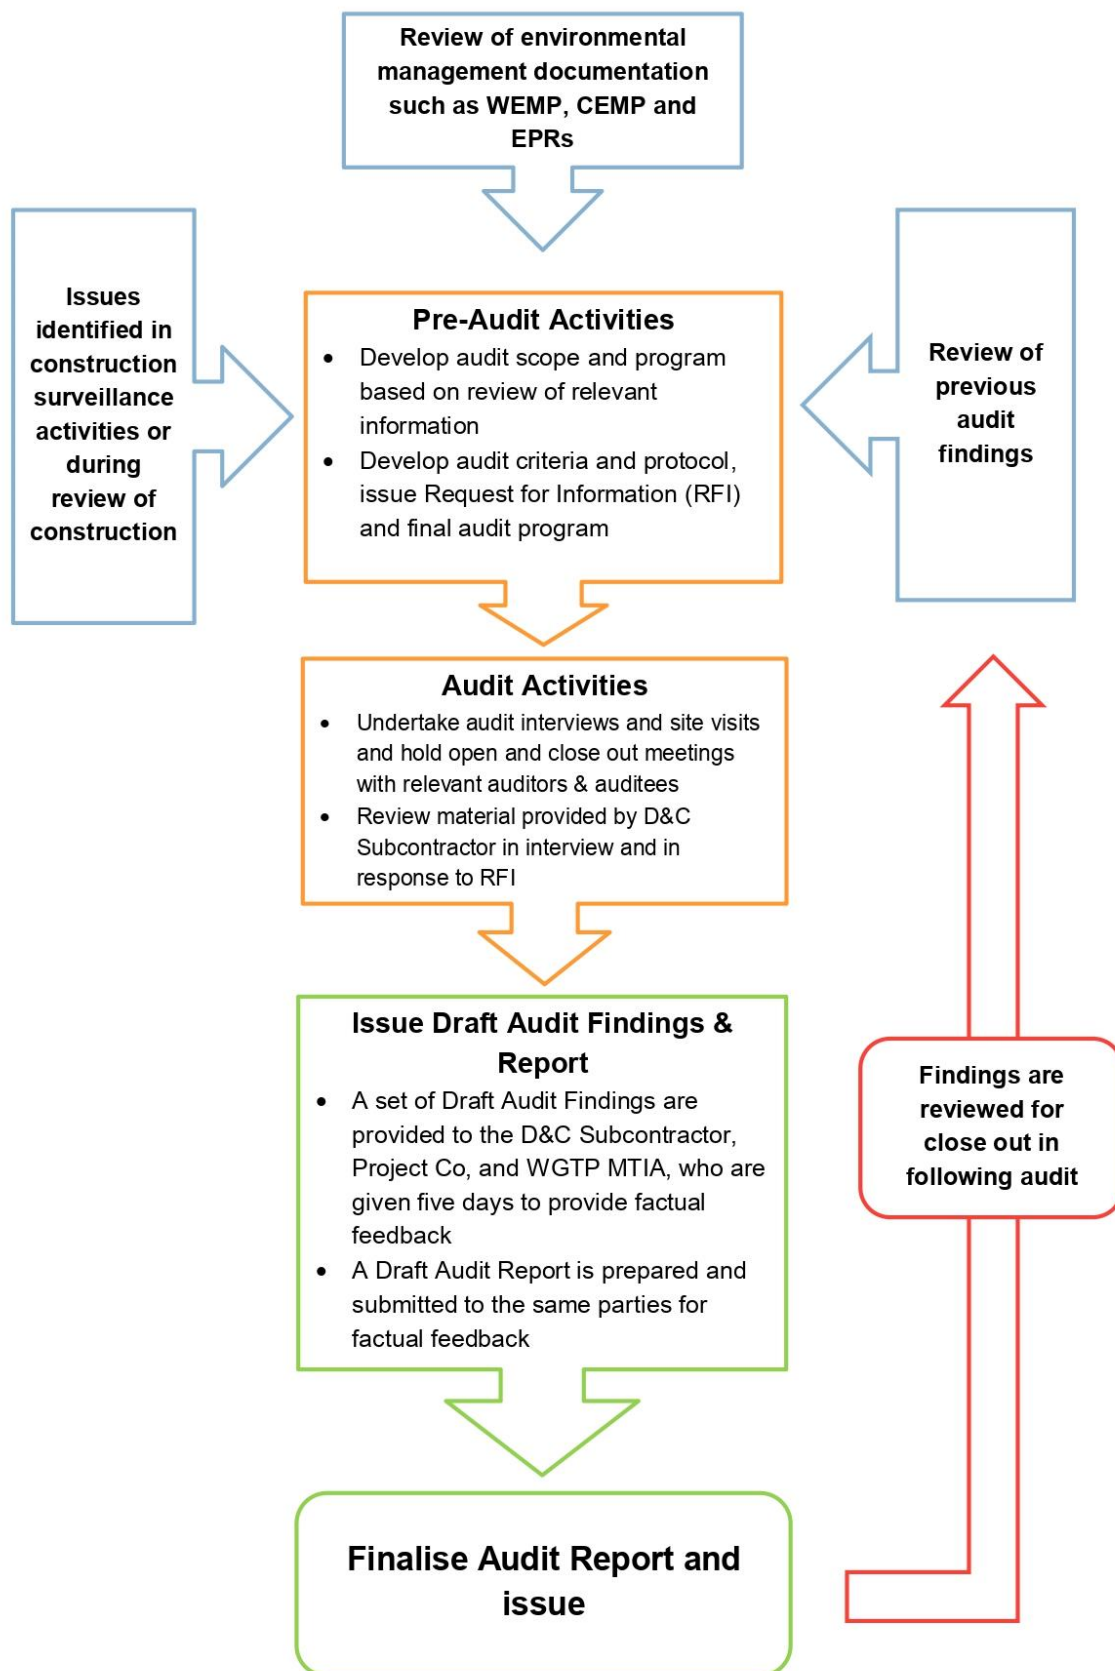 Review of environmental
management documentation
such as WEMP, CEMP and
EPRs
Issues
identified in
construction
surveillance
activities or
during
review of
construction
Pre-Audit Activities
• Develop audit scope and program
based on review of relevant
information
• Develop audit criteria and protocol,
issue Request for Information (RFI)
and final audit program
Review of
previous
audit
findings
Audit Activities
• Undertake audit interviews and site visits
and hold open and close out meetings
with relevant auditors & auditees
• Review material provided by D&C
Subcontractor in interview and in
response to RFI
Issue Draft Audit Findings &
Report
• A set of Draft Audit Findings are
provided to the D&C Subcontractor,
Project Co, and WGTP MTIA, who are
given five days to provide factual
feedback
• A Draft Audit Report is prepared and
submitted to the same parties for
factual feedback
Findings are
reviewed for
close out in
following audit
Finalise Audit Report and
issue